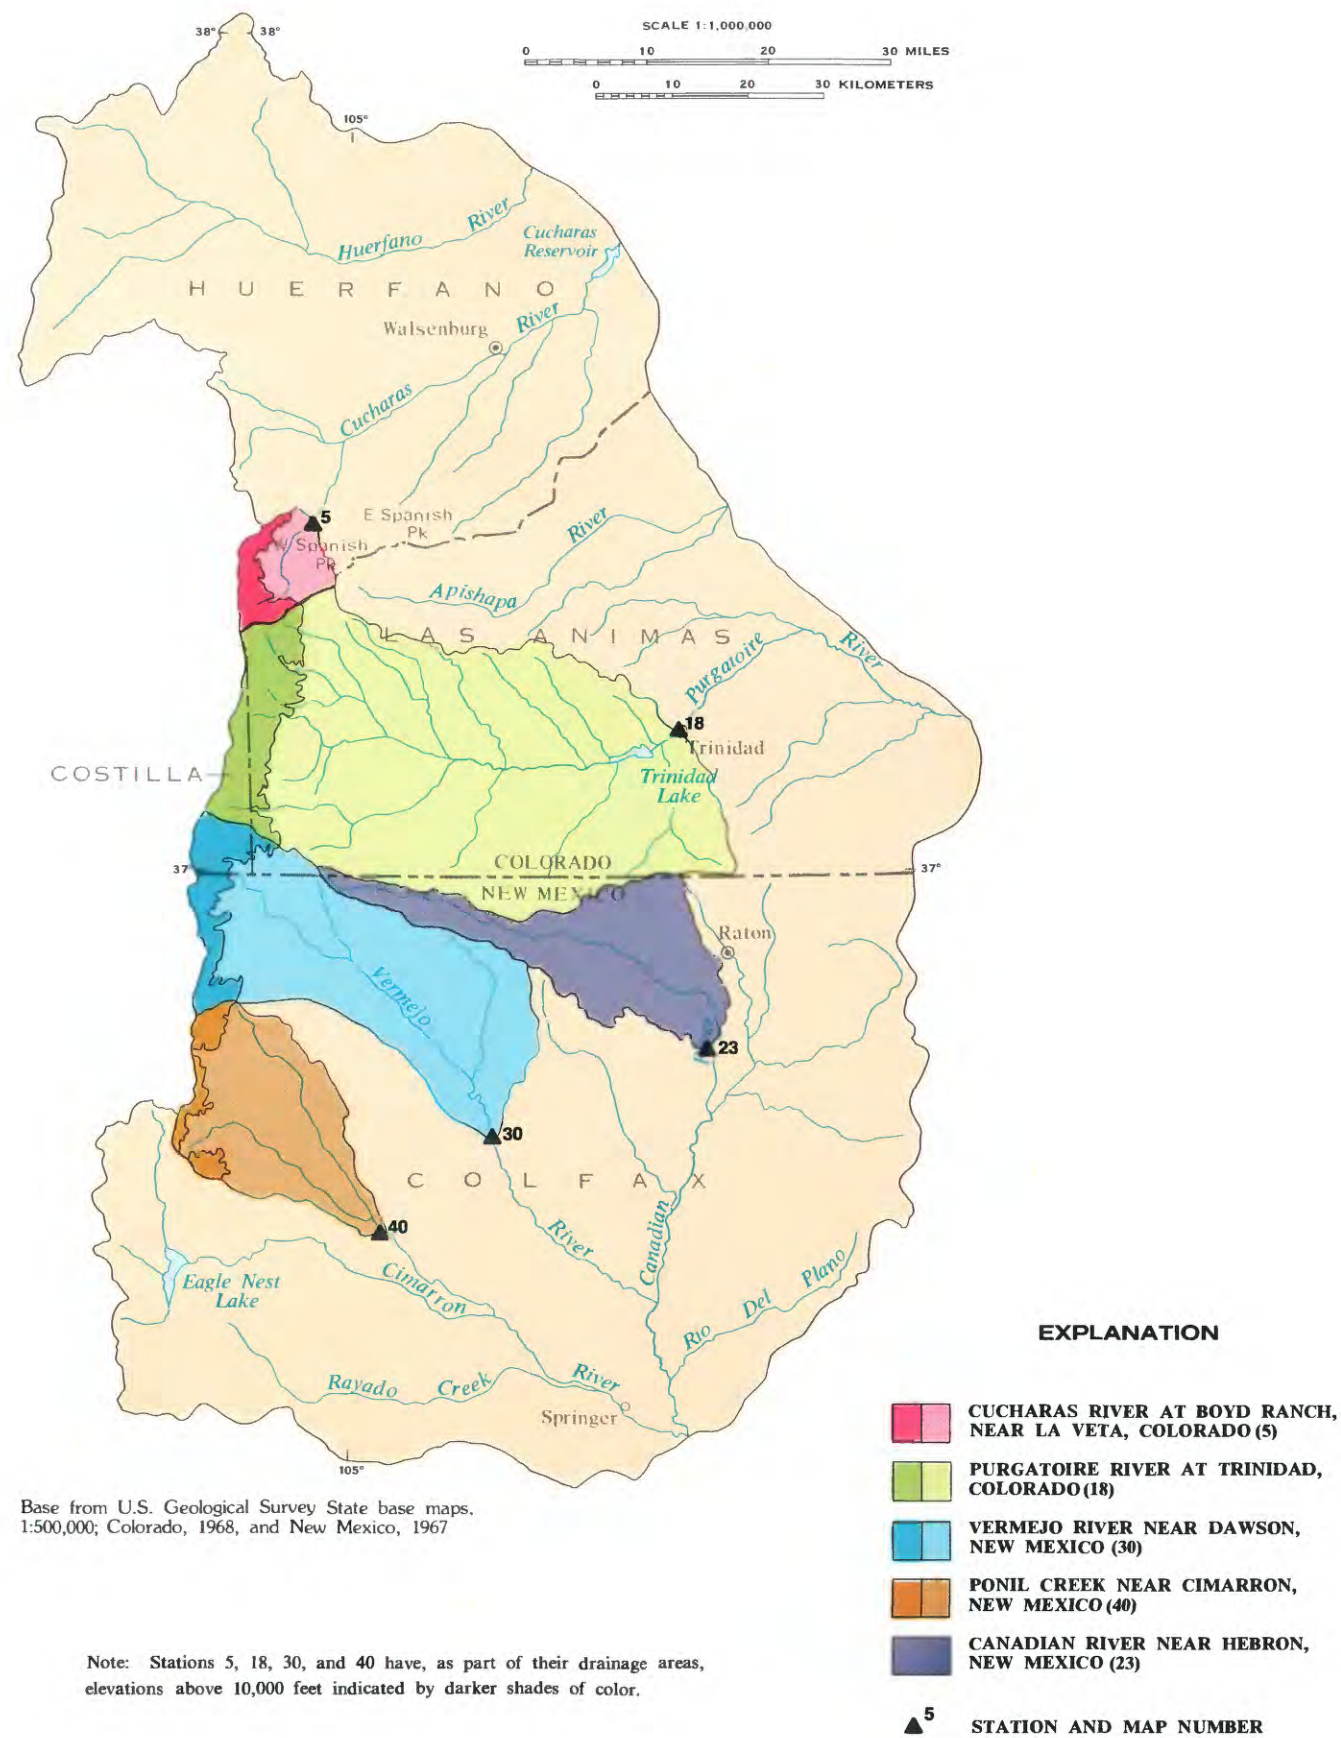 SCALE 1:1,000,000
0 10 20 30 MILES
0 10 20 30 KILOMETERS
38° 38°
105°
Huerfano River
Cucharas
Reservoir
HUERFANO
Walsenburg
Cucharas River
5
E Spanish
Pk
W Spanish
Pk
Apishapa River
LAS ANIMAS
Purgatoire River
18
Trinidad
COSTILLA
Trinidad
Lake
COLORADO
37° 37°
NEW MEXICO
Raton
Vermejo
23
30
COLFAX
40
River
Canadian
Eagle Nest
Lake
Cimarron
Rio Del Plano
Rayado Creek
River
Springer
105°
EXPLANATION
CUCHARAS RIVER AT BOYD RANCH,
NEAR LA VETA, COLORADO (5)
PURGATOIRE RIVER AT TRINIDAD,
COLORADO (18)
VERMEJO RIVER NEAR DAWSON,
NEW MEXICO (30)
PONIL CREEK NEAR CIMARRON,
NEW MEXICO (40)
CANADIAN RIVER NEAR HEBRON,
NEW MEXICO (23)
5
STATION AND MAP NUMBER
Base from U.S. Geological Survey State base maps,
1:500,000; Colorado, 1968, and New Mexico, 1967
Note: Stations 5, 18, 30, and 40 have, as part of their drainage areas,
elevations above 10,000 feet indicated by darker shades of color.